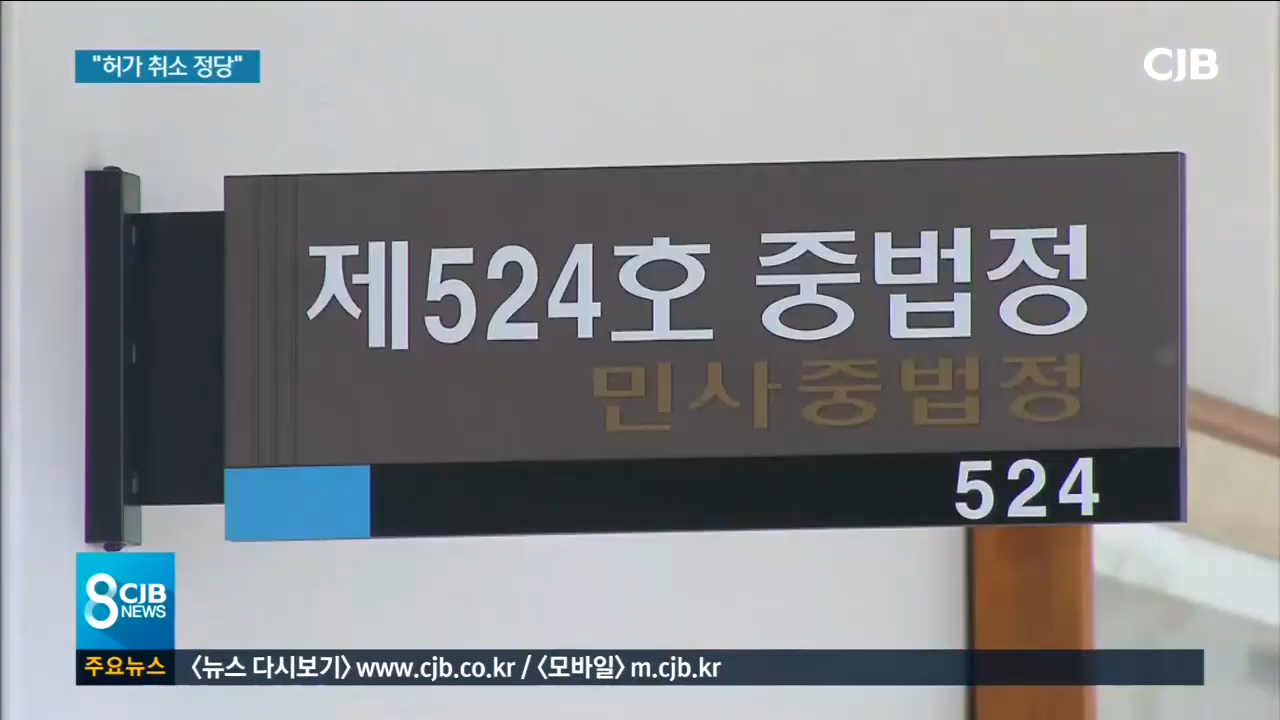 "허가 취소 정당"
CJB
제524호 중법정
민사중법정
524
8 CJB
NEWS
주요뉴스 〈뉴스 다시보기〉 www.cjb.co.kr / 〈모바일〉 m.cjb.kr